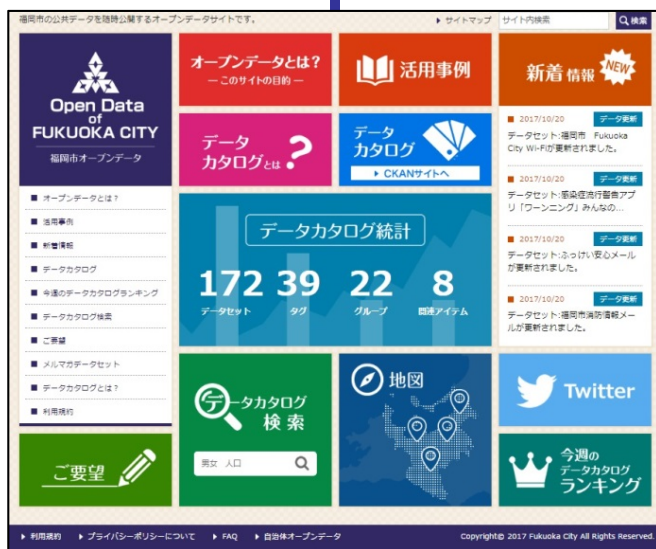 福岡市の公共データを随時公開するオープンデータサイトです。
サイトマップ
サイト内検索
検索
Open Data
of
FUKUOKA CITY
福岡市オープンデータ
オープンデータとは？
活用事例
新着情報
データカタログ
今週のデータカタログランキング
データカタログ検索
ご要望
メルマガデータセット
データカタログとは？
利用規約
ご要望
オープンデータとは？
ーこのサイトの目的ー
活用事例
データ
カタログとは？
データ
カタログ
CKANサイトへ
データカタログ統計
172
39
22
8
データセット
タグ
グループ
関連アイテム
データカタログ
検索
男女 人口
地図
新着情報
NEW
2017/10/20
データ更新
データセット:福岡市 Fukuoka
City Wi-Fiが更新されました。
2017/10/20
データ更新
データセット:感染症流行警告アプ
リ「ワーンニング」みんなの...
2017/10/20
データ更新
データセット:ふっけい安心メール
が更新されました。
2017/10/20
データ更新
データセット:福岡市消防情報メー
ルが更新されました。
Twitter
今週の
データカタログ
ランキング
利用規約
プライバシーポリシーについて
FAQ
自治体オープンデータ
Copyright© 2017 Fukuoka City All Rights Reserved.